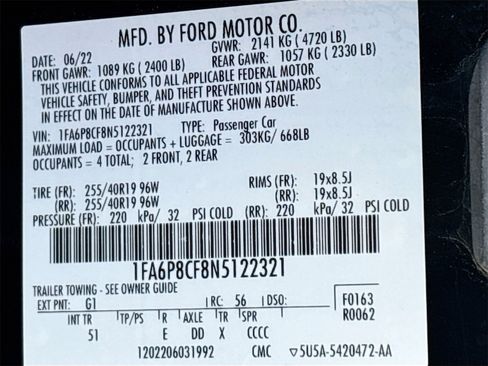 MFD. BY FORD MOTOR CO.
DATE: 06/22 GVWR: 2141 KG ( 4720 LB)
FRONT GAWR: 1089 KG ( 2400 LB) REAR GAWR: 1057 KG ( 2330 LB)
THIS VEHICLE CONFORMS TO ALL APPLICABLE FEDERAL MOTOR
VEHICLE SAFETY, BUMPER, AND THEFT PREVENTION STANDARDS
IN EFFECT ON THE DATE OF MANUFACTURE SHOWN ABOVE.
VIN: 1FA6P8CF8N5122321 TYPE: Passenger Car
MAXIMUM LOAD = OCCUPANTS + LUGGAGE = 303KG/ 668LB
OCCUPANTS = 4 TOTAL; 2 FRONT, 2 REAR
TIRE (FR): 255/40R19 96W RIMS (FR): 19x8.5J
(RR): 255/40R19 96W (RR): 19x8.5J
PRESSURE (FR): 220 kPa/ 32 PSI COLD (RR): 220 kPa/ 32 PSI COLD
1FA6P8CF8N5122321
TRAILER TOWING - SEE OWNER GUIDE
EXT PNT: G1 RC: 56 DSO: F0163
INT TR TP/PS R AXLE TR SPR R0062
51 E DD X CCCC
1202206031992 CMC ▽5U5A-5420472-AA